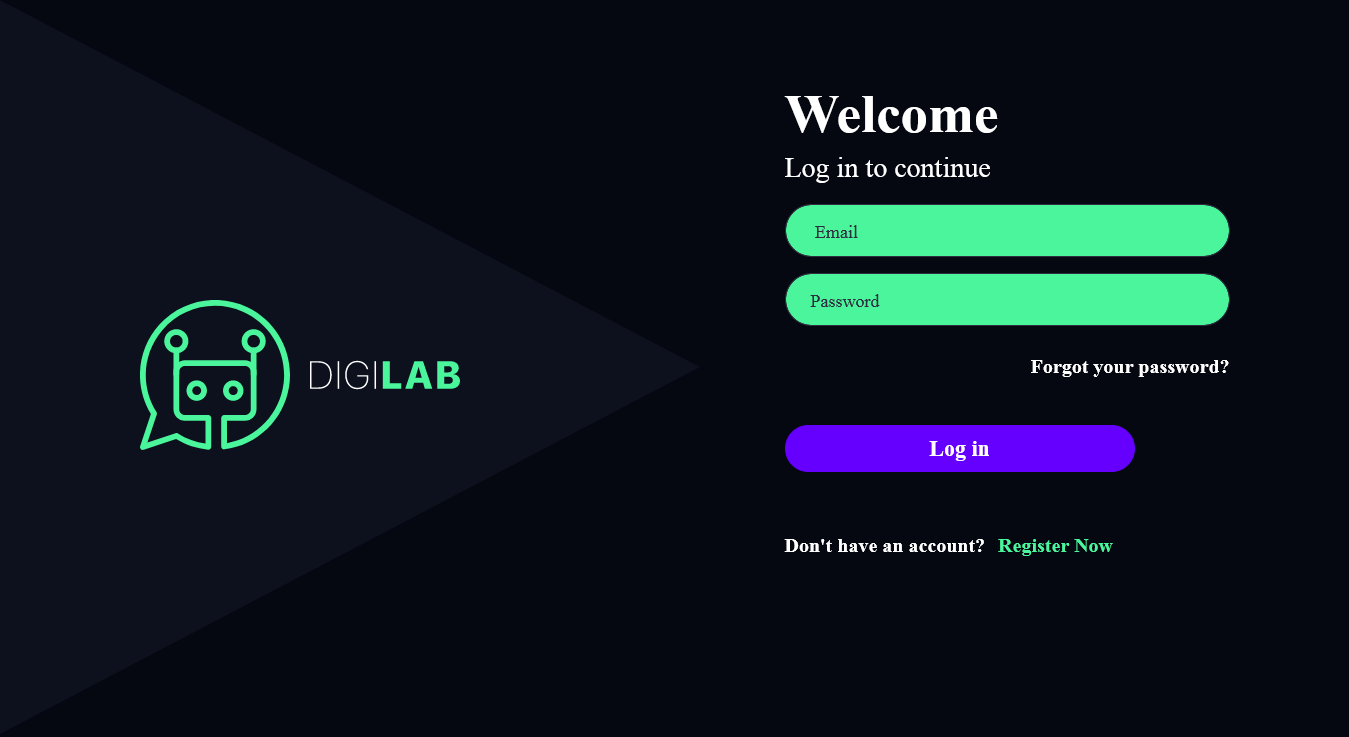 DIGILAB
Welcome
Log in to continue
Email
Password
Forgot your password?
Log in
Don't have an account? Register Now